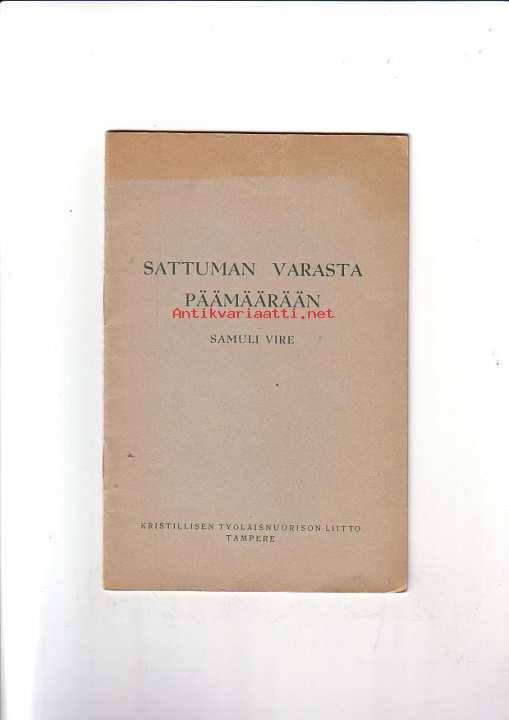 SATTUMAN VARASTA
PÄÄMÄÄRÄÄN
Antikvariaatti.net
SAMULI VIRE
KRISTILLISEN TYÖLÄISNUORISON LIITTO
TAMPERE